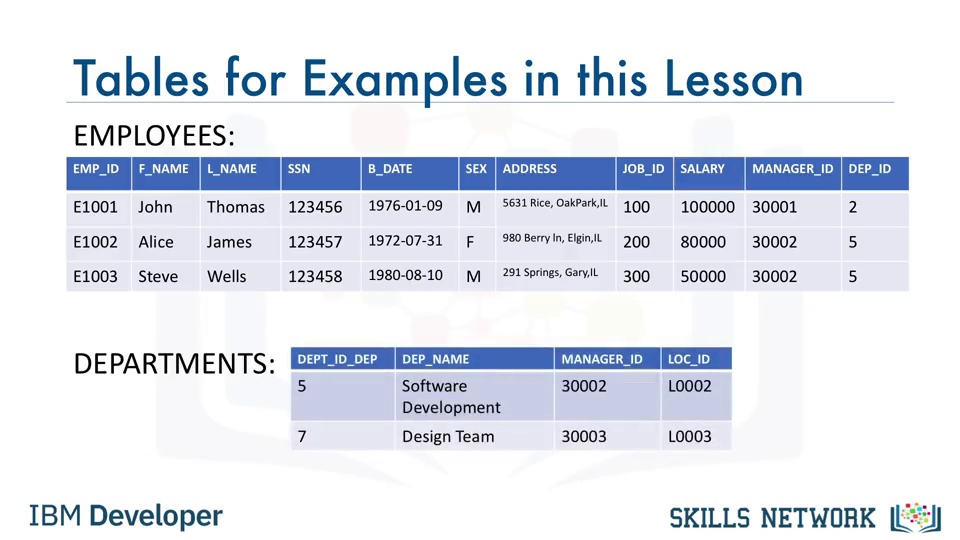 Tables for Examples in this Lesson
EMPLOYEES:
EMP_ID F_NAME L_NAME SSN B_DATE SEX ADDRESS JOB_ID SALARY MANAGER_ID DEP_ID
E1001 John Thomas 123456 1976-01-09 M 5631 Rice, OakPark,IL 100 100000 30001 2
E1002 Alice James 123457 1972-07-31 F 980 Berry ln, Elgin,IL 200 80000 30002 5
E1003 Steve Wells 123458 1980-08-10 M 291 Springs, Gary,IL 300 50000 30002 5
DEPARTMENTS:
DEPT_ID_DEP DEP_NAME MANAGER_ID LOC_ID
5 Software 30002 L0002
Development
7 Design Team 30003 L0003
IBM Developer
SKILLS NETWORK